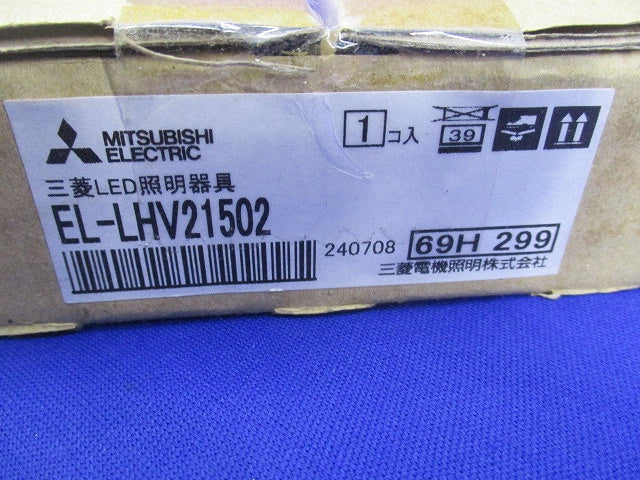 MITSUBISHI
ELECTRIC
1 コ入
39
三菱LED照明器具
EL-LHV21502
240708
69H 299
三菱電機照明株式会社